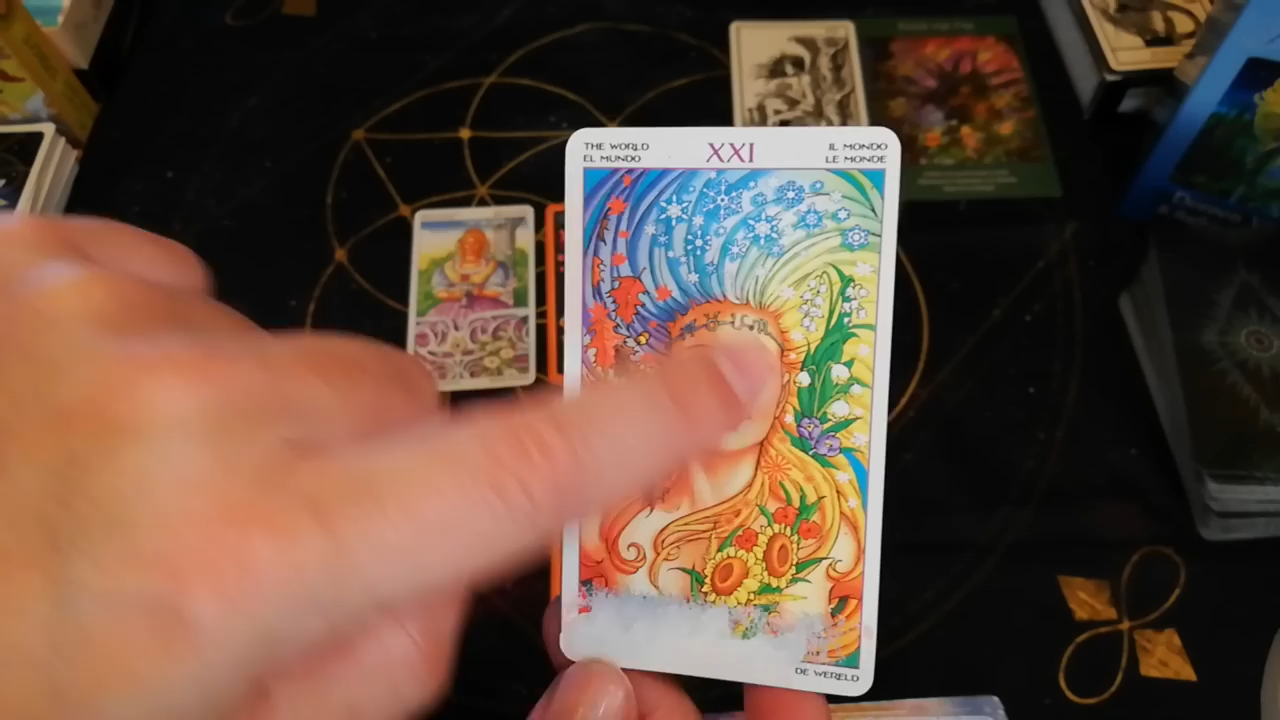 THE WORLD
EL MUNDO
XXI
IL MONDO
LE MONDE
DE WERELD